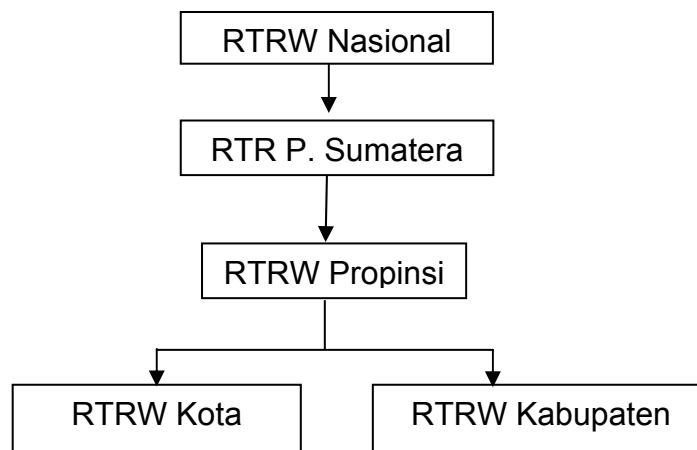 RTRW Nasional
RTR P. Sumatera
RTRW Propinsi
RTRW Kota
RTRW Kabupaten